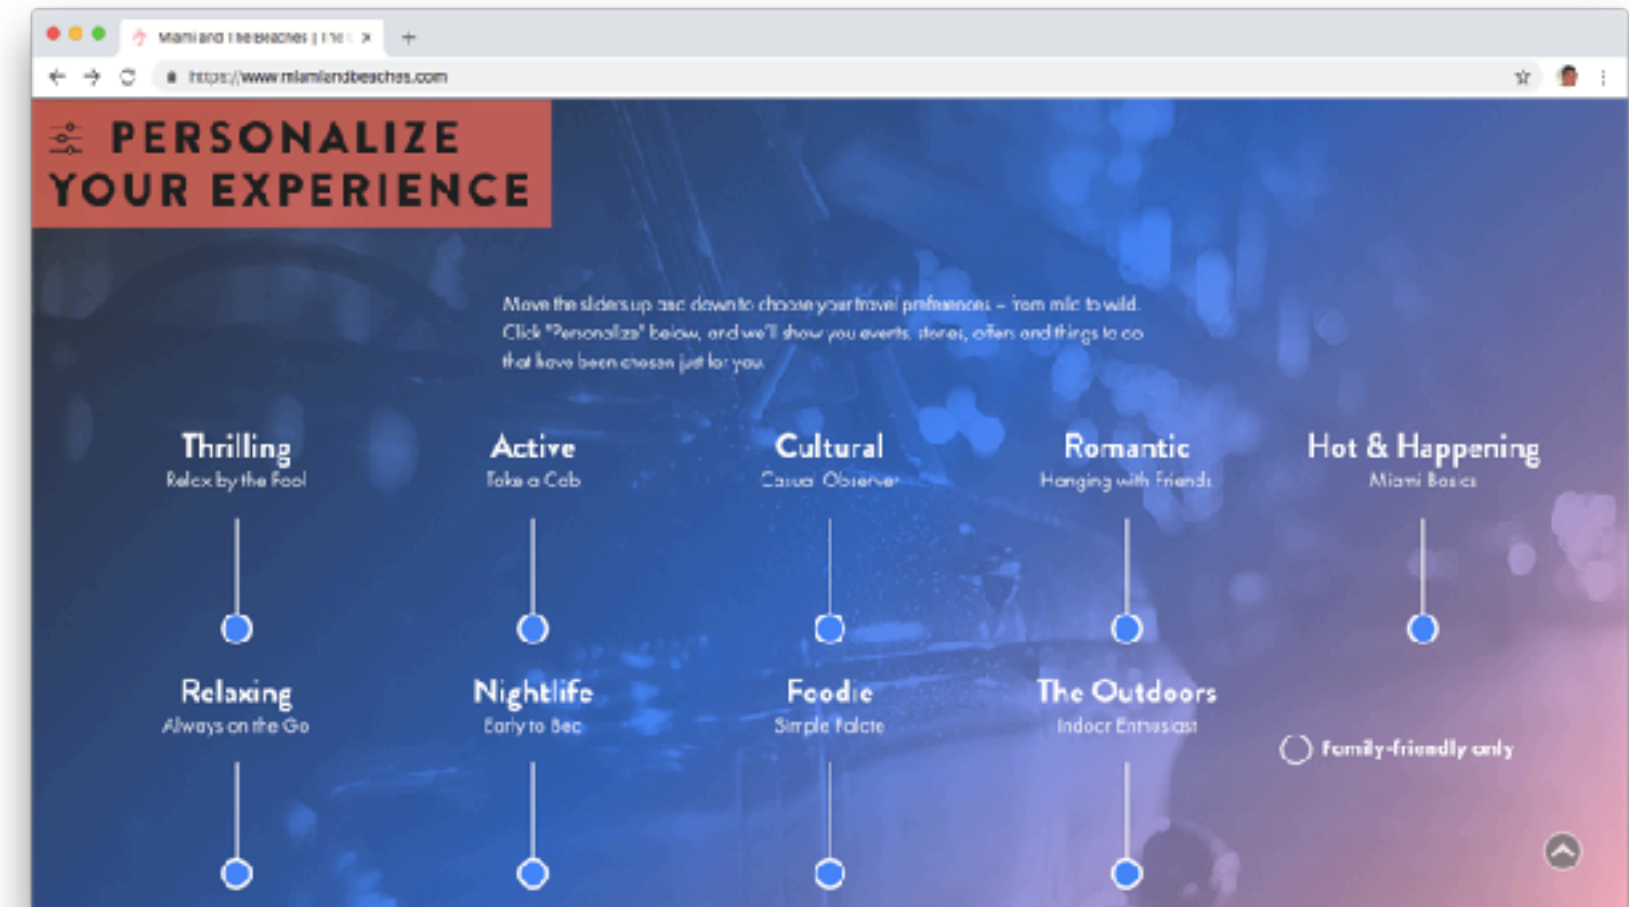 Miami and The Beaches | The
https://www.miamiandbeaches.com
PERSONALIZE
YOUR EXPERIENCE
Move the sliders up and down to choose your travel preferences – from mild to wild.
Click "Personalize" below, and we'll show you events, stories, offers and things to do
that have been chosen just for you.
Thrilling
Relax by the Pool
Active
Take a Cab
Cultural
Casual Observer
Romantic
Hanging with Friends
Hot & Happening
Miami Basics
Relaxing
Always on the Go
Nightlife
Early to Bed
Foodie
Simple Palate
The Outdoors
Indoor Enthusiast
Family-friendly only